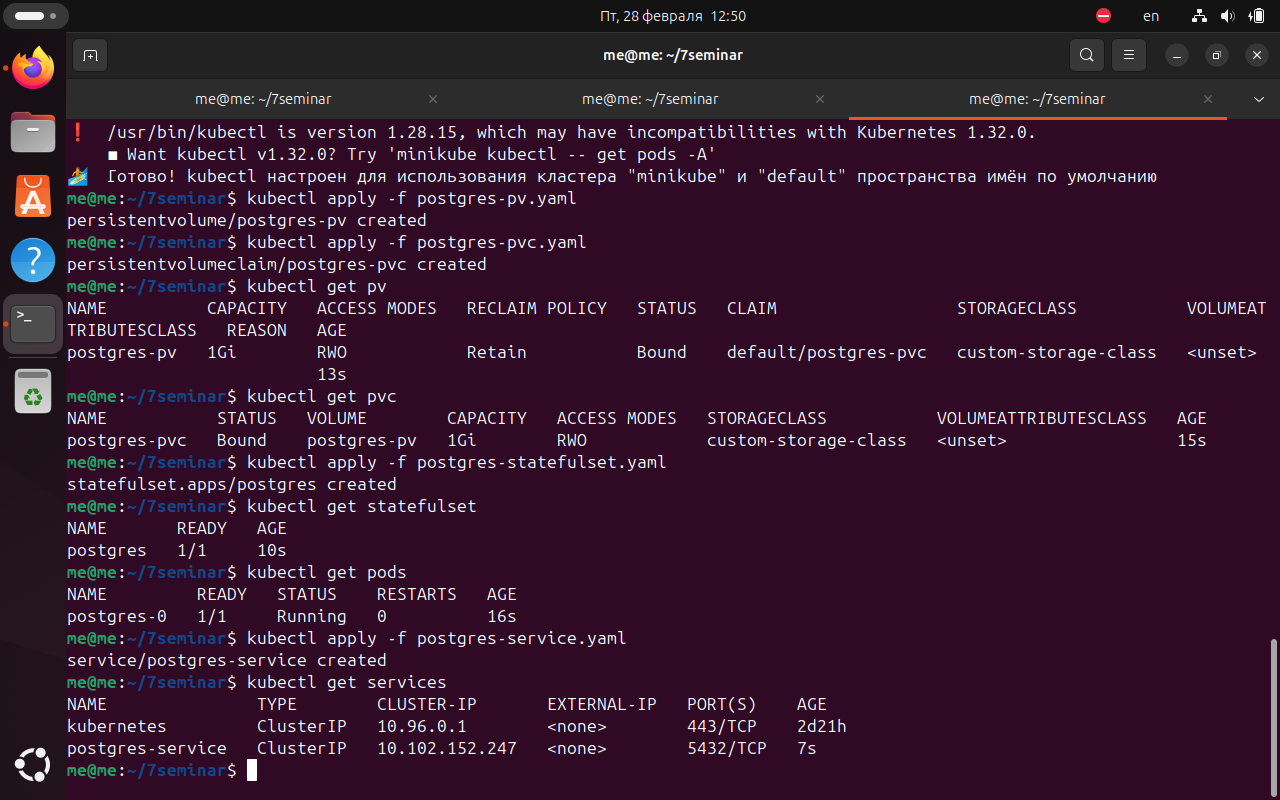 Пт, 28 февраля 12:50
en
me@me: ~/7seminar
me@me: ~/7seminar
me@me: ~/7seminar
me@me: ~/7seminar
/usr/bin/kubectl is version 1.28.15, which may have incompatibilities with Kubernetes 1.32.0.
■ Want kubectl v1.32.0? Try 'minikube kubectl -- get pods -A'
Готово! kubectl настроен для использования кластера "minikube" и "default" пространства имён по умолчанию
me@me:~/7seminar$ kubectl apply -f postgres-pv.yaml
persistentvolume/postgres-pv created
me@me:~/7seminar$ kubectl apply -f postgres-pvc.yaml
persistentvolumeclaim/postgres-pvc created
me@me:~/7seminar$ kubectl get pv
NAME          CAPACITY   ACCESS MODES   RECLAIM POLICY   STATUS   CLAIM                  STORAGECLASS           VOLUMEAT
TRIBUTESCLASS   REASON   AGE
postgres-pv   1Gi        RWO            Retain           Bound    default/postgres-pvc   custom-storage-class   <unset>
                         13s
me@me:~/7seminar$ kubectl get pvc
NAME           STATUS   VOLUME        CAPACITY   ACCESS MODES   STORAGECLASS           VOLUMEATTRIBUTESCLASS   AGE
postgres-pvc   Bound    postgres-pv   1Gi        RWO            custom-storage-class   <unset>                 15s
me@me:~/7seminar$ kubectl apply -f postgres-statefulset.yaml
statefulset.apps/postgres created
me@me:~/7seminar$ kubectl get statefulset
NAME       READY   AGE
postgres   1/1     10s
me@me:~/7seminar$ kubectl get pods
NAME         READY   STATUS    RESTARTS   AGE
postgres-0   1/1     Running   0          16s
me@me:~/7seminar$ kubectl apply -f postgres-service.yaml
service/postgres-service created
me@me:~/7seminar$ kubectl get services
NAME               TYPE        CLUSTER-IP       EXTERNAL-IP   PORT(S)    AGE
kubernetes         ClusterIP   10.96.0.1        <none>        443/TCP    2d21h
postgres-service   ClusterIP   10.102.152.247   <none>        5432/TCP   7s
me@me:~/7seminar$